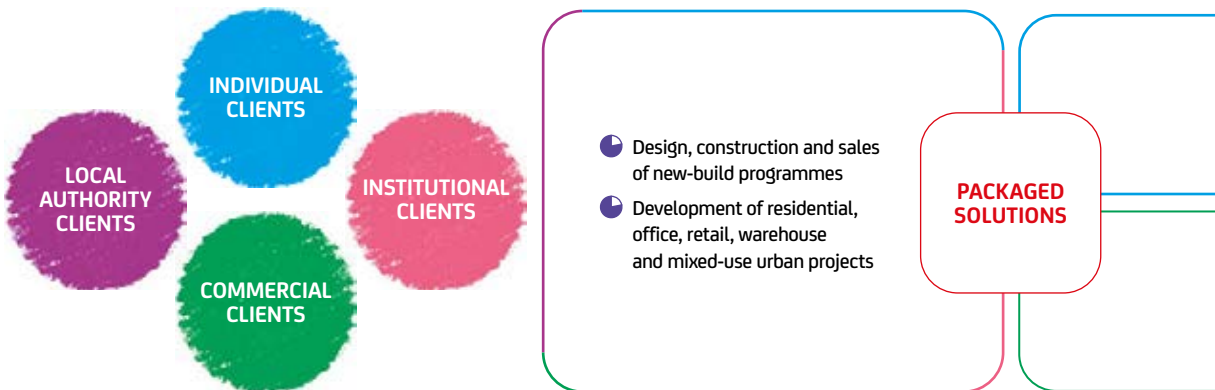 INDIVIDUAL
CLIENTS
LOCAL
AUTHORITY
CLIENTS
INSTITUTIONAL
CLIENTS
COMMERCIAL
CLIENTS
Design, construction and sales
of new-build programmes
Development of residential,
office, retail, warehouse
and mixed-use urban projects
PACKAGED
SOLUTIONS